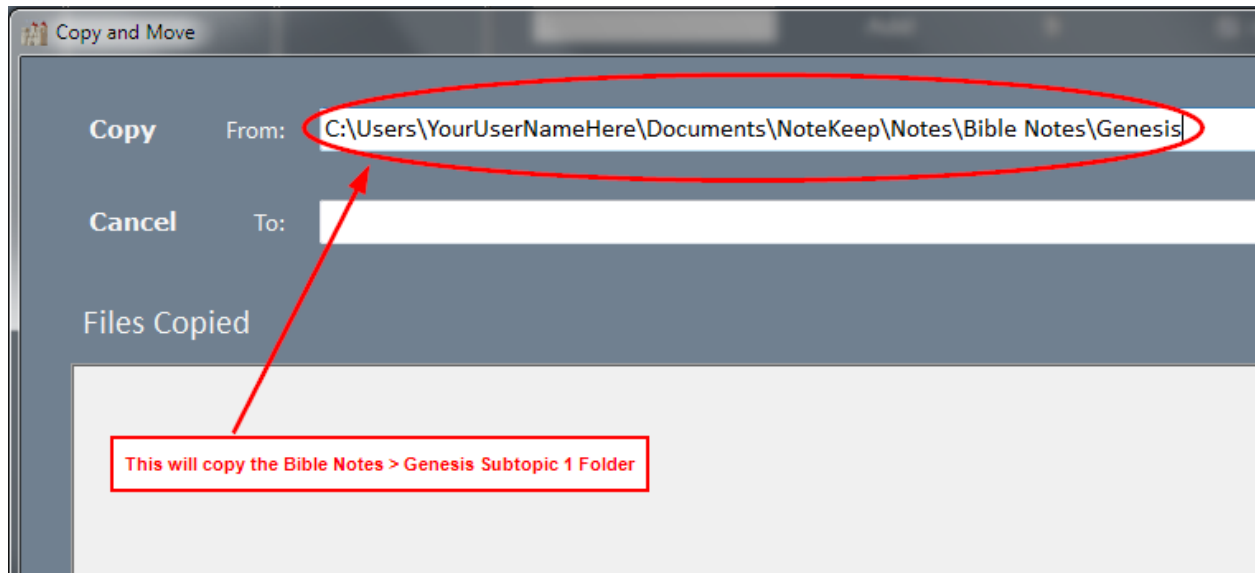 Copy and Move
Copy From: C:\Users\YourUserNameHere\Documents\NoteKeep\Notes\Bible Notes\Genesis
Cancel To:
Files Copied
This will copy the Bible Notes > Genesis Subtopic 1 Folder